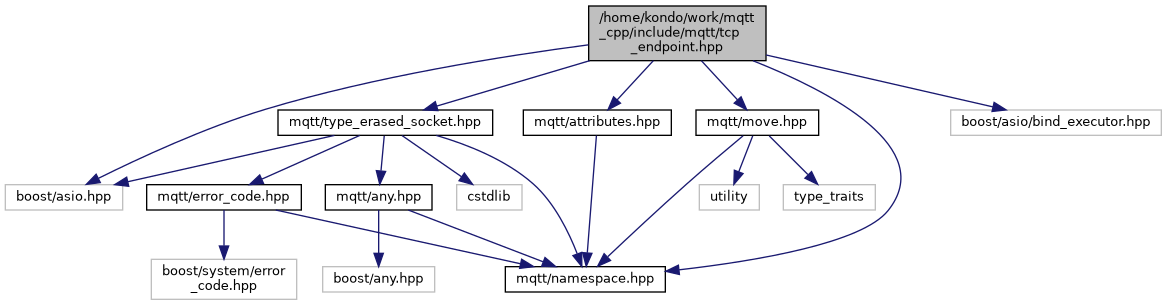 /home/kondo/work/mqtt
_cpp/include/mqtt/tcp
_endpoint.hpp
mqtt/type_erased_socket.hpp
mqtt/attributes.hpp
mqtt/move.hpp
boost/asio/bind_executor.hpp
boost/asio.hpp
mqtt/error_code.hpp
mqtt/any.hpp
cstdlib
utility
type_traits
boost/system/error
_code.hpp
boost/any.hpp
mqtt/namespace.hpp